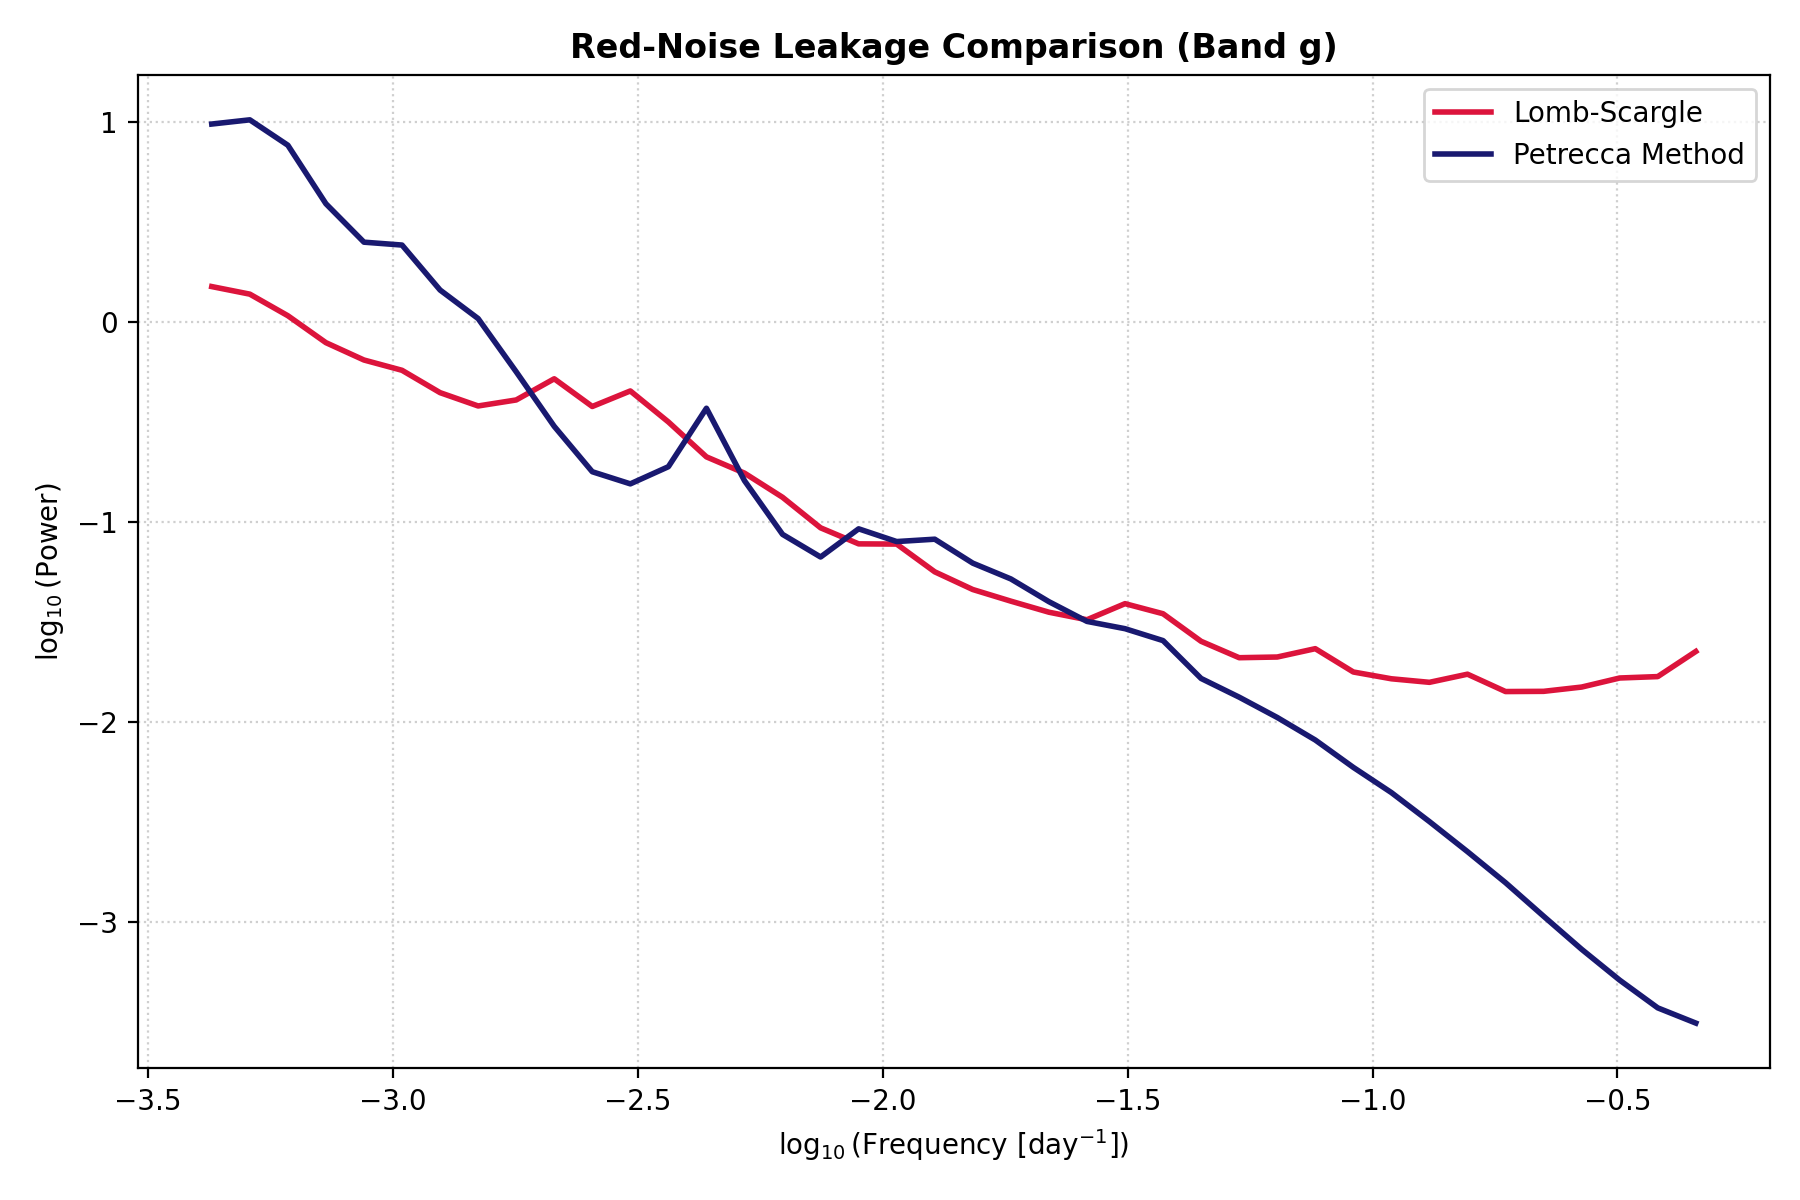 Red-Noise Leakage Comparison (Band g)
Lomb-Scargle
Petrecca Method
1
0
−1
−2
−3
log₁₀(Power)
−3.5 −3.0 −2.5 −2.0 −1.5 −1.0 −0.5
log₁₀(Frequency [day⁻¹])